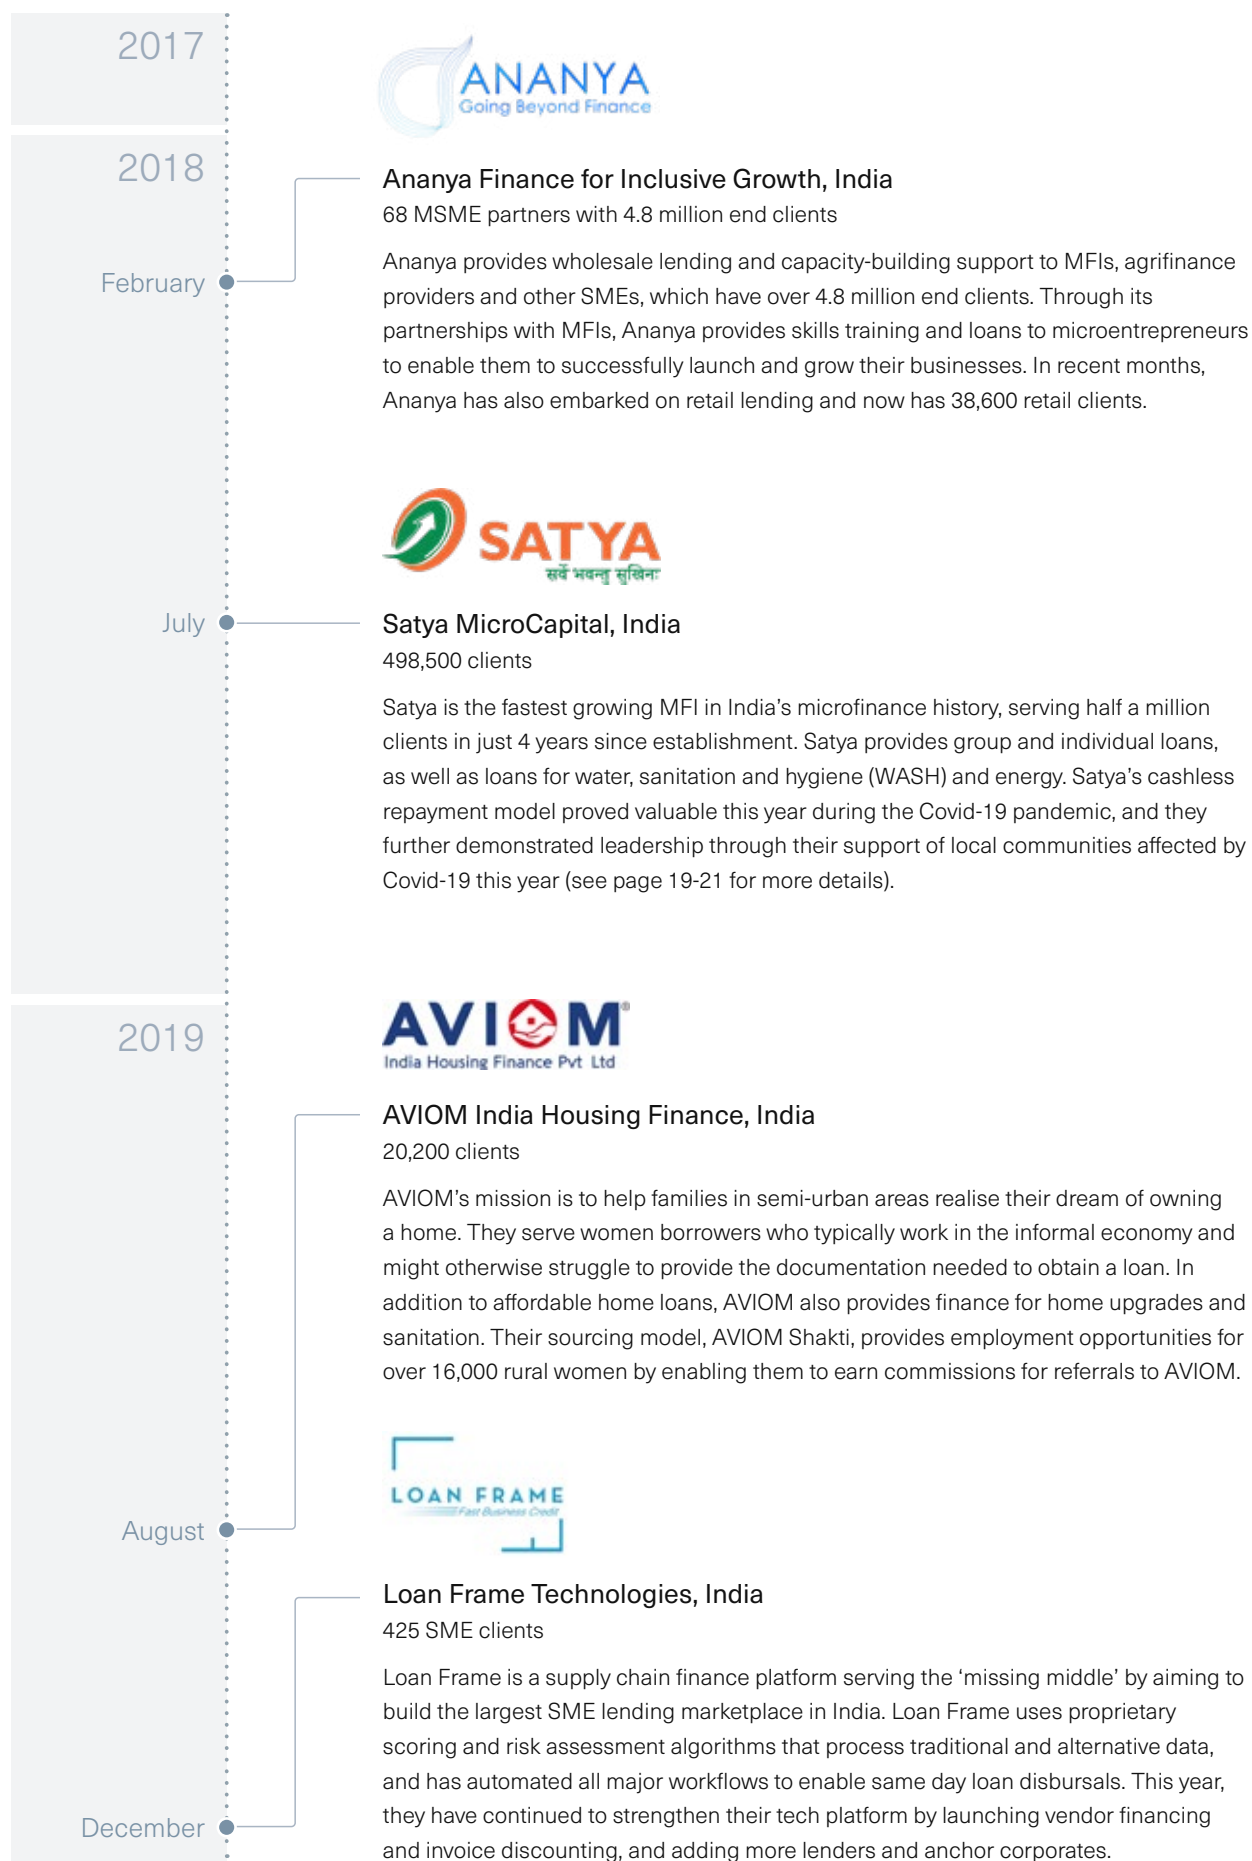 2017
ANANYA
Going Beyond Finance
2018
February
Ananya Finance for Inclusive Growth, India
68 MSME partners with 4.8 million end clients
Ananya provides wholesale lending and capacity-building support to MFIs, agrifinance
providers and other SMEs, which have over 4.8 million end clients. Through its
partnerships with MFIs, Ananya provides skills training and loans to microentrepreneurs
to enable them to successfully launch and grow their businesses. In recent months,
Ananya has also embarked on retail lending and now has 38,600 retail clients.
SATYA
सर्वे भवन्तु सुखिनः
July
Satya MicroCapital, India
498,500 clients
Satya is the fastest growing MFI in India’s microfinance history, serving half a million
clients in just 4 years since establishment. Satya provides group and individual loans,
as well as loans for water, sanitation and hygiene (WASH) and energy. Satya’s cashless
repayment model proved valuable this year during the Covid-19 pandemic, and they
further demonstrated leadership through their support of local communities affected by
Covid-19 this year (see page 19-21 for more details).
2019
AVIOM®
India Housing Finance Pvt Ltd
AVIOM India Housing Finance, India
20,200 clients
AVIOM’s mission is to help families in semi-urban areas realise their dream of owning
a home. They serve women borrowers who typically work in the informal economy and
might otherwise struggle to provide the documentation needed to obtain a loan. In
addition to affordable home loans, AVIOM also provides finance for home upgrades and
sanitation. Their sourcing model, AVIOM Shakti, provides employment opportunities for
over 16,000 rural women by enabling them to earn commissions for referrals to AVIOM.
August
LOAN FRAME
Fast Business Credit
Loan Frame Technologies, India
425 SME clients
Loan Frame is a supply chain finance platform serving the ‘missing middle’ by aiming to
build the largest SME lending marketplace in India. Loan Frame uses proprietary
scoring and risk assessment algorithms that process traditional and alternative data,
and has automated all major workflows to enable same day loan disbursals. This year,
they have continued to strengthen their tech platform by launching vendor financing
and invoice discounting, and adding more lenders and anchor corporates.
December